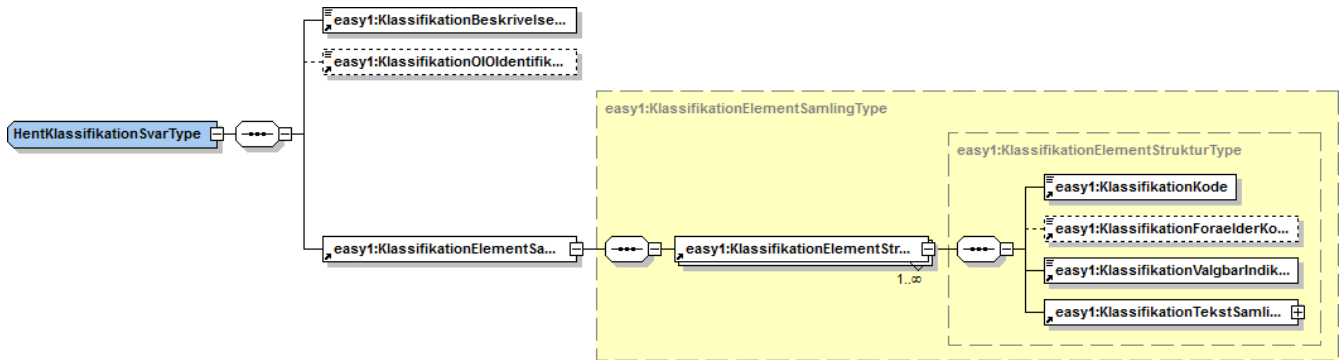 easy1:KlassifikationBeskrivelse...
easy1:KlassifikationOIOIdentifik...
easy1:KlassifikationElementSamlingType
HentKlassifikationSvarType
easy1:KlassifikationElementStrukturType
easy1:KlassifikationKode
easy1:KlassifikationForaelderKo...
easy1:KlassifikationElementSa...
easy1:KlassifikationElementStr...
1..∞
easy1:KlassifikationValgbarIndik...
easy1:KlassifikationTekstSamli...